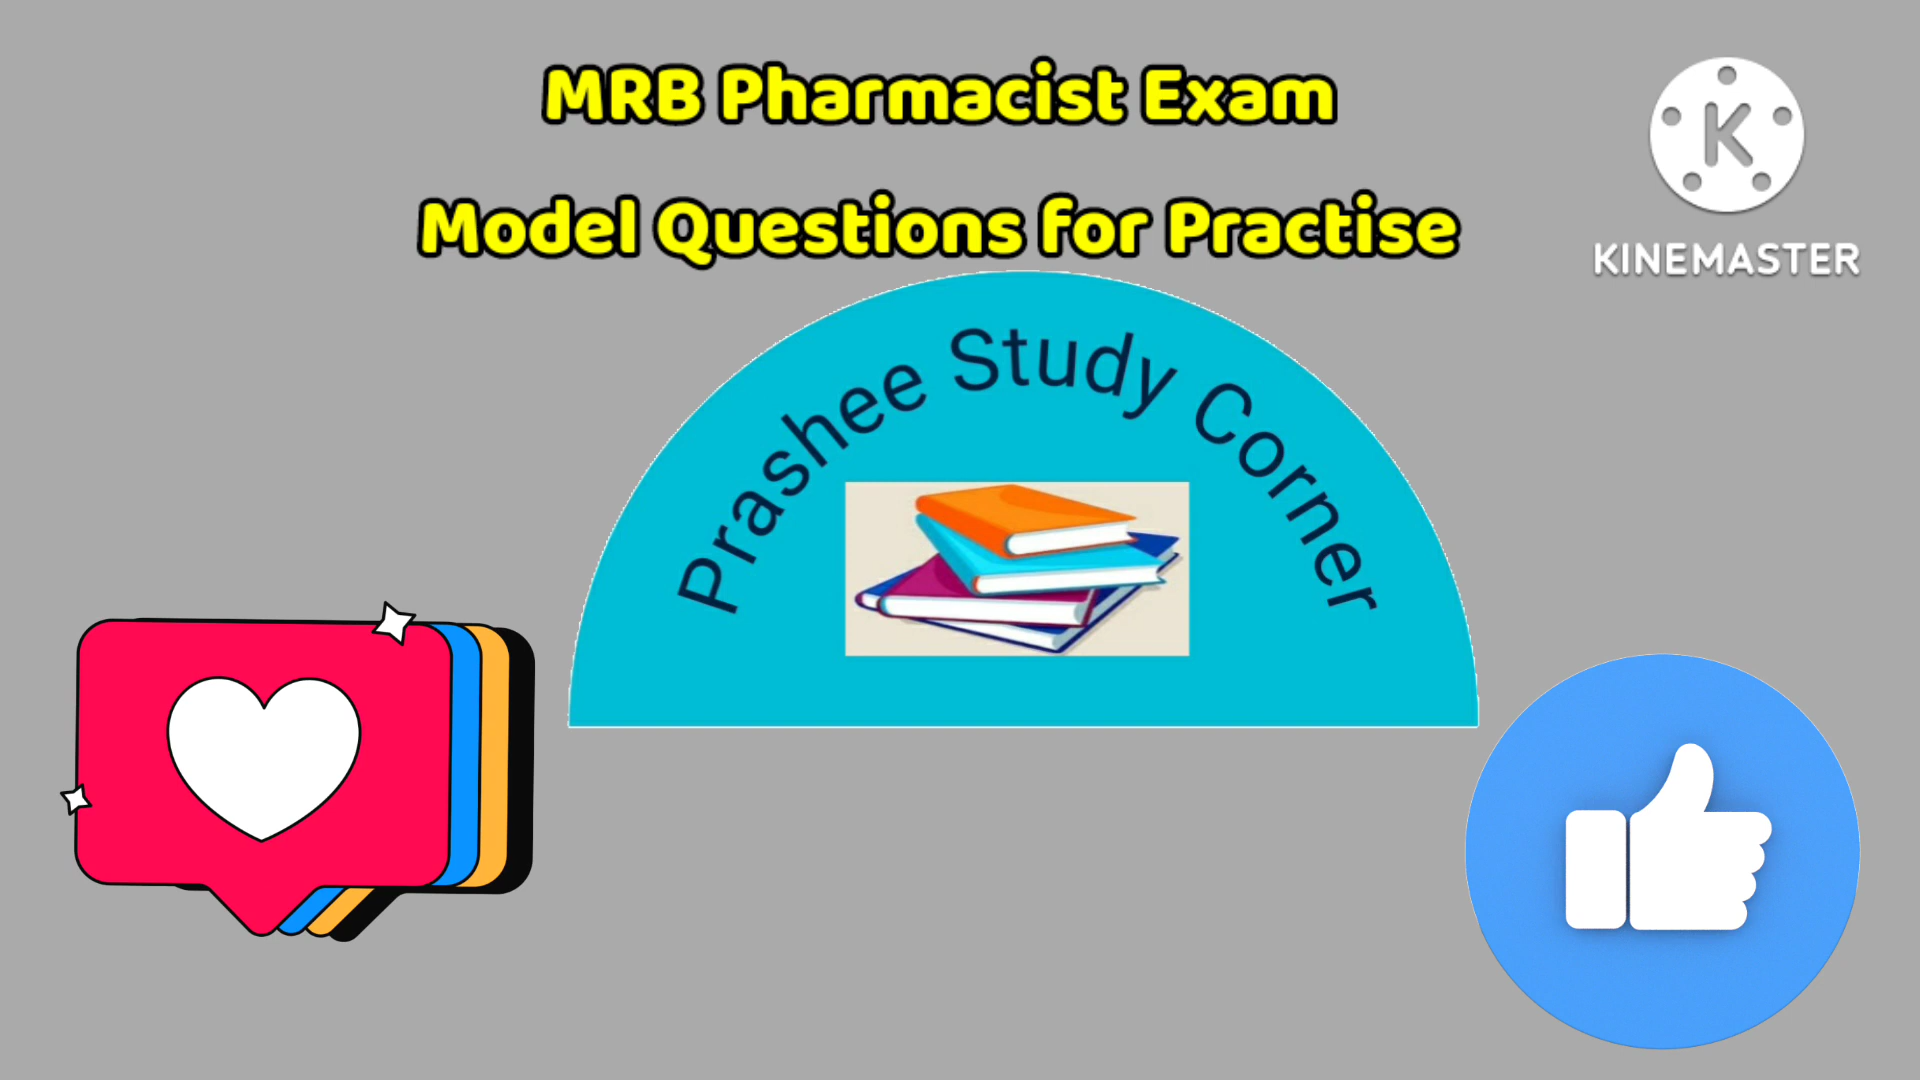 MRB Pharmacist Exam
Model Questions for Practise
K
KINEMASTER
Prashee Study Corner